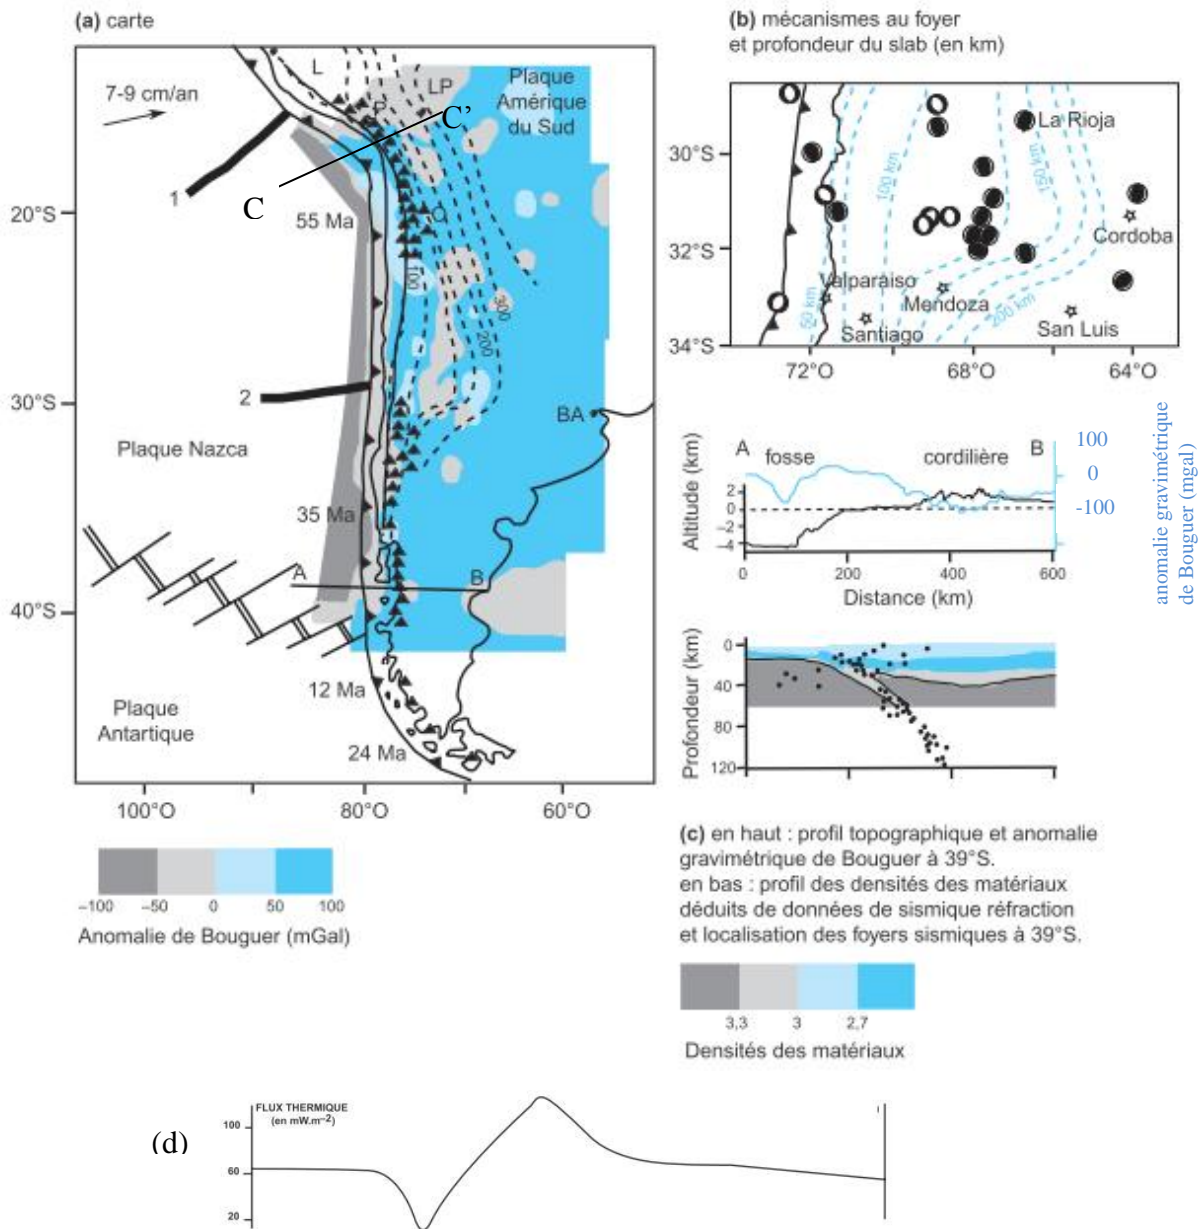 (a) carte
7-9 cm/an
L
LP
P
C'
Plaque
Amérique
du Sud
1
C
20°S
55 Ma
100
300
200
2
30°S
BA
Plaque Nazca
35 Ma
A
B
40°S
12 Ma
Plaque
Antartique
24 Ma
100°O
80°O
60°O
–100
–50
0
50
100
Anomalie de Bouguer (mGal)
(b) mécanismes au foyer
et profondeur du slab (en km)
La Rioja
30°S
100 km
150 km
Cordoba
32°S
Valparaiso
Mendoza
50 km
200 km
Santiago
San Luis
34°S
72°O
68°O
64°O
A
fosse
cordilière
B
Altitude (km)
2
0
–2
–4
100
0
-100
anomalie gravimétrique
de Bouguer (mgal)
0
200
400
600
Distance (km)
Profondeur (km)
0
40
80
120
(c) en haut : profil topographique et anomalie
gravimétrique de Bouguer à 39°S.
en bas : profil des densités des matériaux
déduits de données de sismique réfraction
et localisation des foyers sismiques à 39°S.
3,3
3
2,7
Densités des matériaux
(d)
FLUX THERMIQUE
(en mW.m–2)
100
60
20